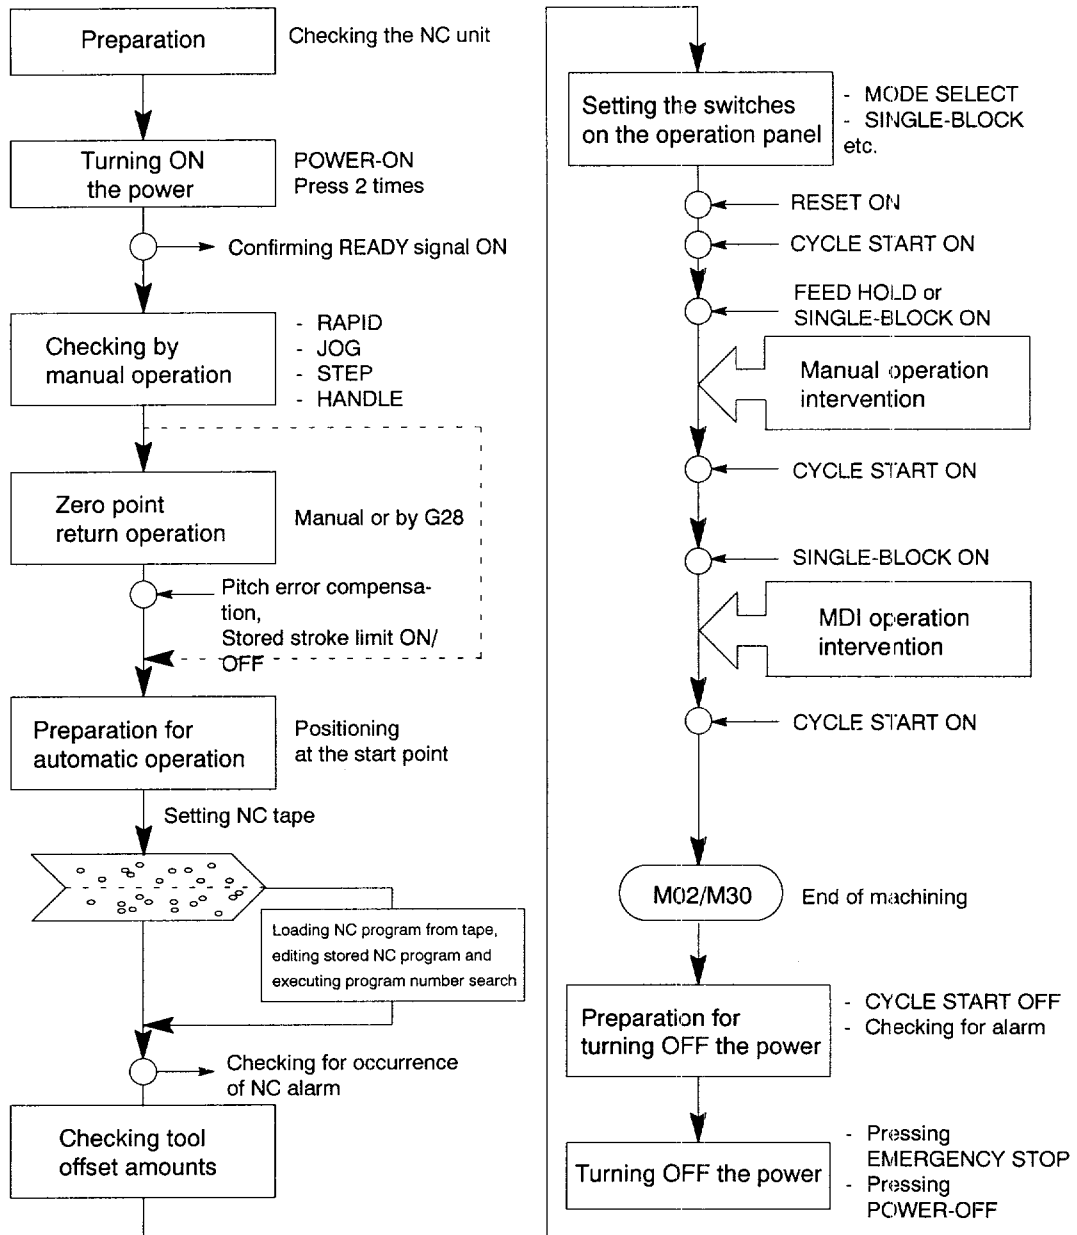 Preparation
Checking the NC unit
Turning ON
the power
POWER-ON
Press 2 times
Confirming READY signal ON
Checking by
manual operation
- RAPID
- JOG
- STEP
- HANDLE
Zero point
return operation
Manual or by G28
Pitch error compensa-
tion,
Stored stroke limit ON/
OFF
Preparation for
automatic operation
Positioning
at the start point
Setting NC tape
Loading NC program from tape,
editing stored NC program and
executing program number search
Checking for occurrence
of NC alarm
Checking tool
offset amounts
Setting the switches
on the operation panel
- MODE SELECT
- SINGLE-BLOCK
etc.
RESET ON
CYCLE START ON
FEED HOLD or
SINGLE-BLOCK ON
Manual operation
intervention
CYCLE START ON
SINGLE-BLOCK ON
MDI operation
intervention
CYCLE START ON
M02/M30
End of machining
Preparation for
turning OFF the power
- CYCLE START OFF
- Checking for alarm
Turning OFF the power
- Pressing
EMERGENCY STOP
- Pressing
POWER-OFF